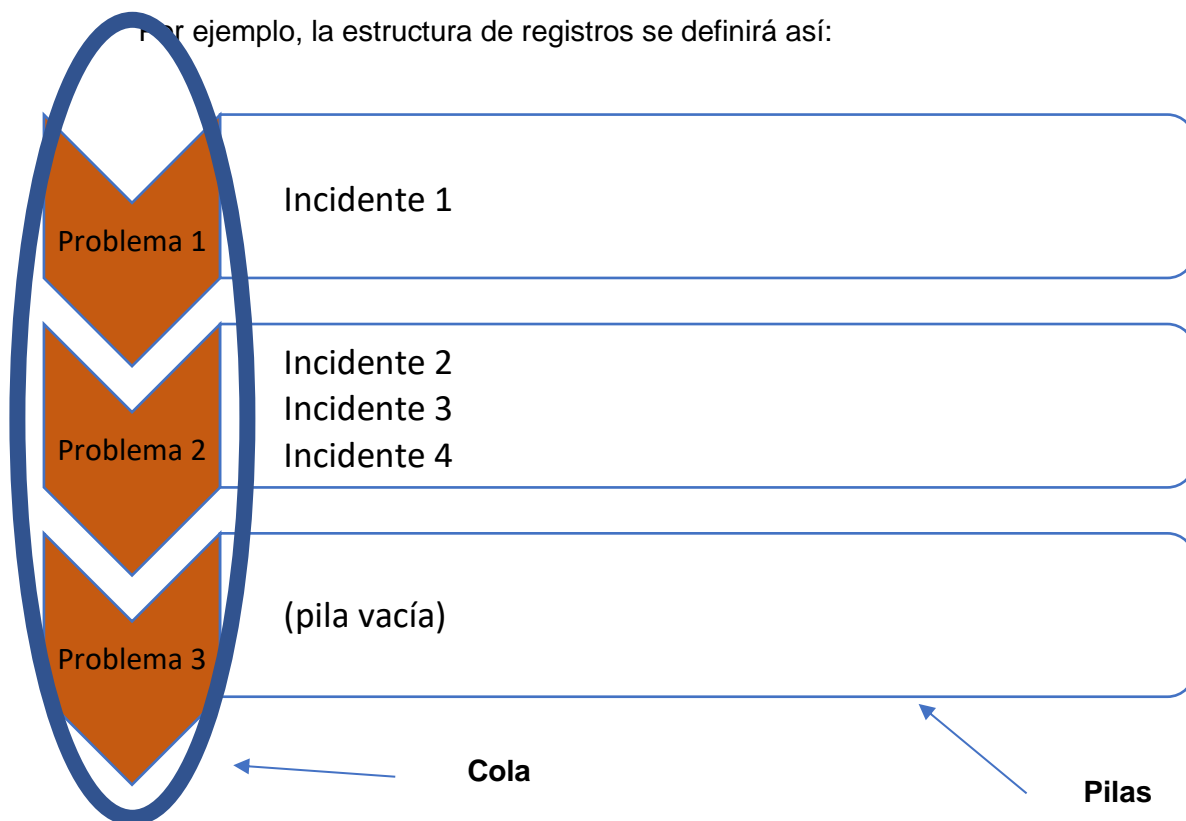 Por ejemplo, la estructura de registros se definirá así:
Problema 1
Incidente 1
Problema 2
Incidente 2
Incidente 3
Incidente 4
Problema 3
(pila vacía)
Cola
Pilas